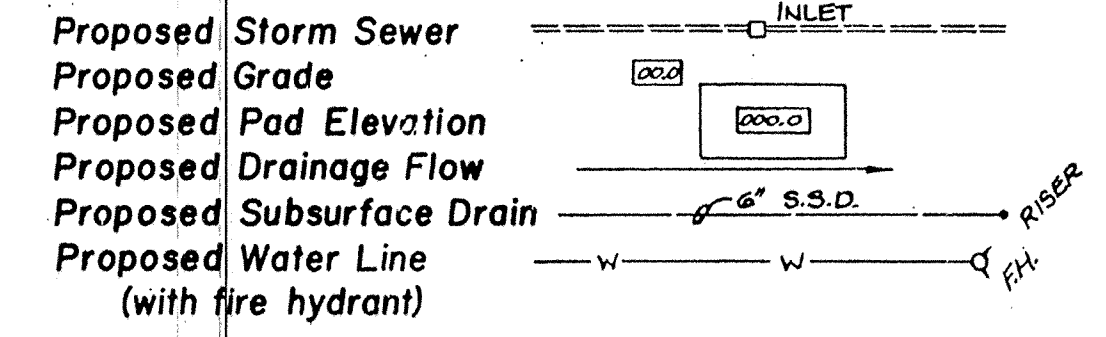 Proposed Storm Sewer INLET
Proposed Grade 00.0
Proposed Pad Elevation 000.0
Proposed Drainage Flow
Proposed Subsurface Drain 6" S.S.D. RISER
Proposed Water Line W W F.H.
(with fire hydrant)